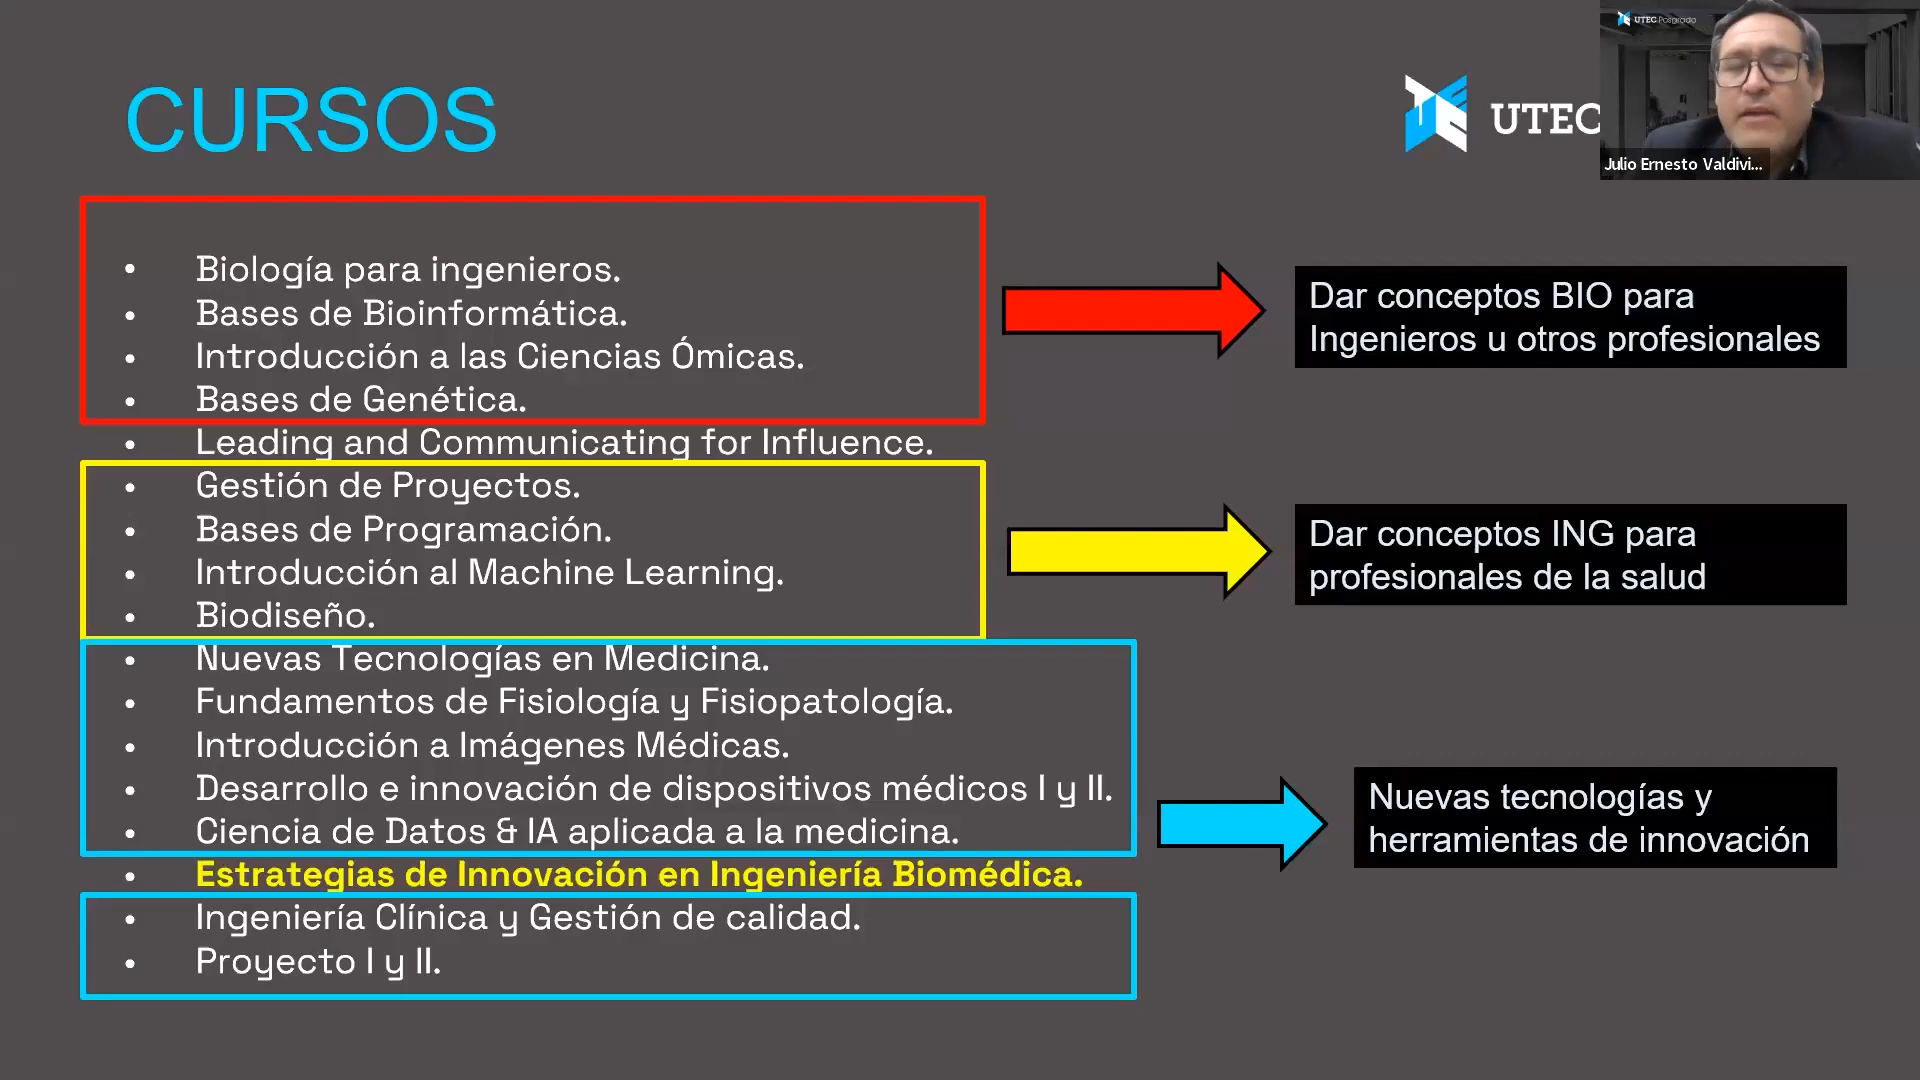 CURSOS
UTEC
UTEC Posgrado
Julio Ernesto Valdivi...
• Biología para ingenieros.
• Bases de Bioinformática.
• Introducción a las Ciencias Ómicas.
• Bases de Genética.
• Leading and Communicating for Influence.
• Gestión de Proyectos.
• Bases de Programación.
• Introducción al Machine Learning.
• Biodiseño.
• Nuevas Tecnologías en Medicina.
• Fundamentos de Fisiología y Fisiopatología.
• Introducción a Imágenes Médicas.
• Desarrollo e innovación de dispositivos médicos I y II.
• Ciencia de Datos & IA aplicada a la medicina.
• Estrategias de Innovación en Ingeniería Biomédica.
• Ingeniería Clínica y Gestión de calidad.
• Proyecto I y II.
Dar conceptos BIO para
Ingenieros u otros profesionales
Dar conceptos ING para
profesionales de la salud
Nuevas tecnologías y
herramientas de innovación